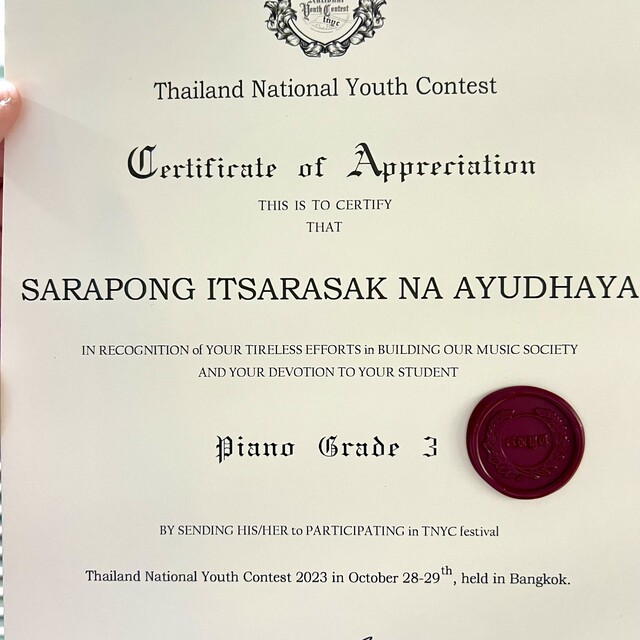 Youth Contest
tnyc
Thailand National Youth Contest
Certificate of Appreciation
THIS IS TO CERTIFY
THAT
SARAPONG ITSARASAK NA AYUDHAYA
IN RECOGNITION of YOUR TIRELESS EFFORTS in BUILDING OUR MUSIC SOCIETY
AND YOUR DEVOTION TO YOUR STUDENT
Piano Grade 3
BY SENDING HIS/HER to PARTICIPATING in TNYC festival
Thailand National Youth Contest 2023 in October 28-29th, held in Bangkok.